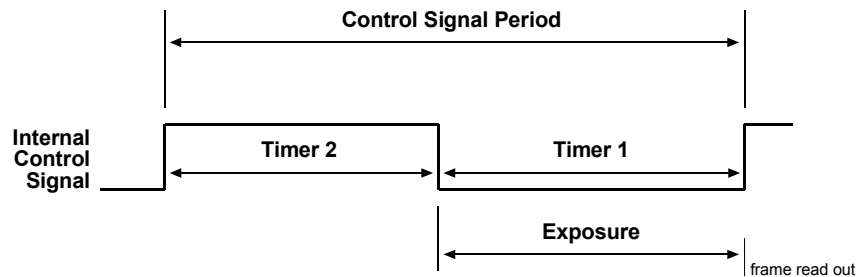 Control Signal Period
Internal
Control
Signal
Timer 2
Timer 1
Exposure
frame read out